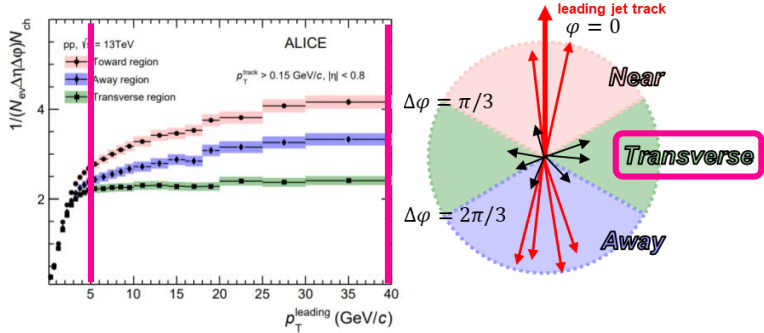 1/(N_ev ΔηΔφ)N_ch
pp, √s = 13TeV
ALICE
Toward region
Away region
Transverse region
p_T^track > 0.15 GeV/c, |η| < 0.8
4
2
5 10 15 20 25 30 35 40
p_T^leading (GeV/c)
leading jet track
φ = 0
Near
Δφ = π/3
Transverse
Δφ = 2π/3
Away